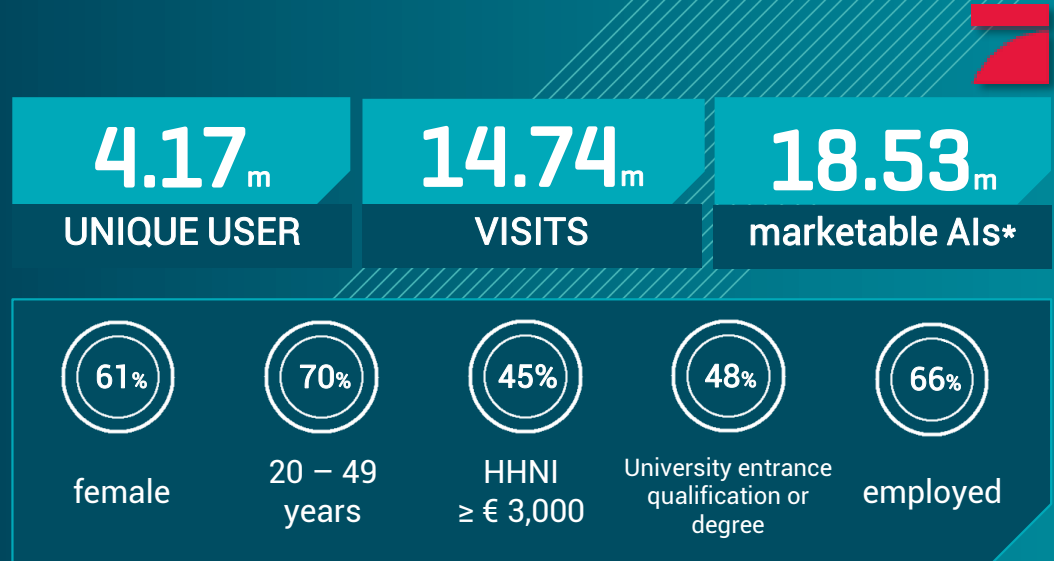 4.17m
UNIQUE USER
14.74m
VISITS
18.53m
marketable AIs*
61%
female
70%
20 – 49
years
45%
HHNI
≥ € 3,000
48%
University entrance
qualification or
degree
66%
employed